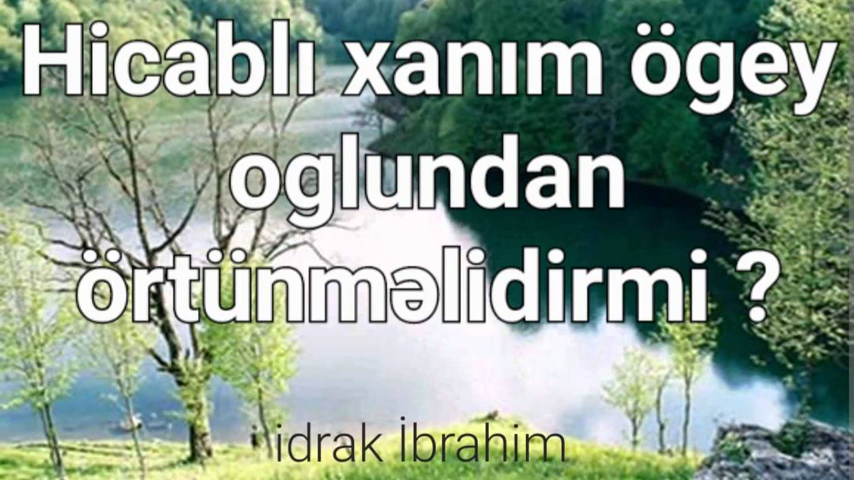 Hicablı xanım ögey
oglundan
örtünməlidirmi ?
idrak İbrahim